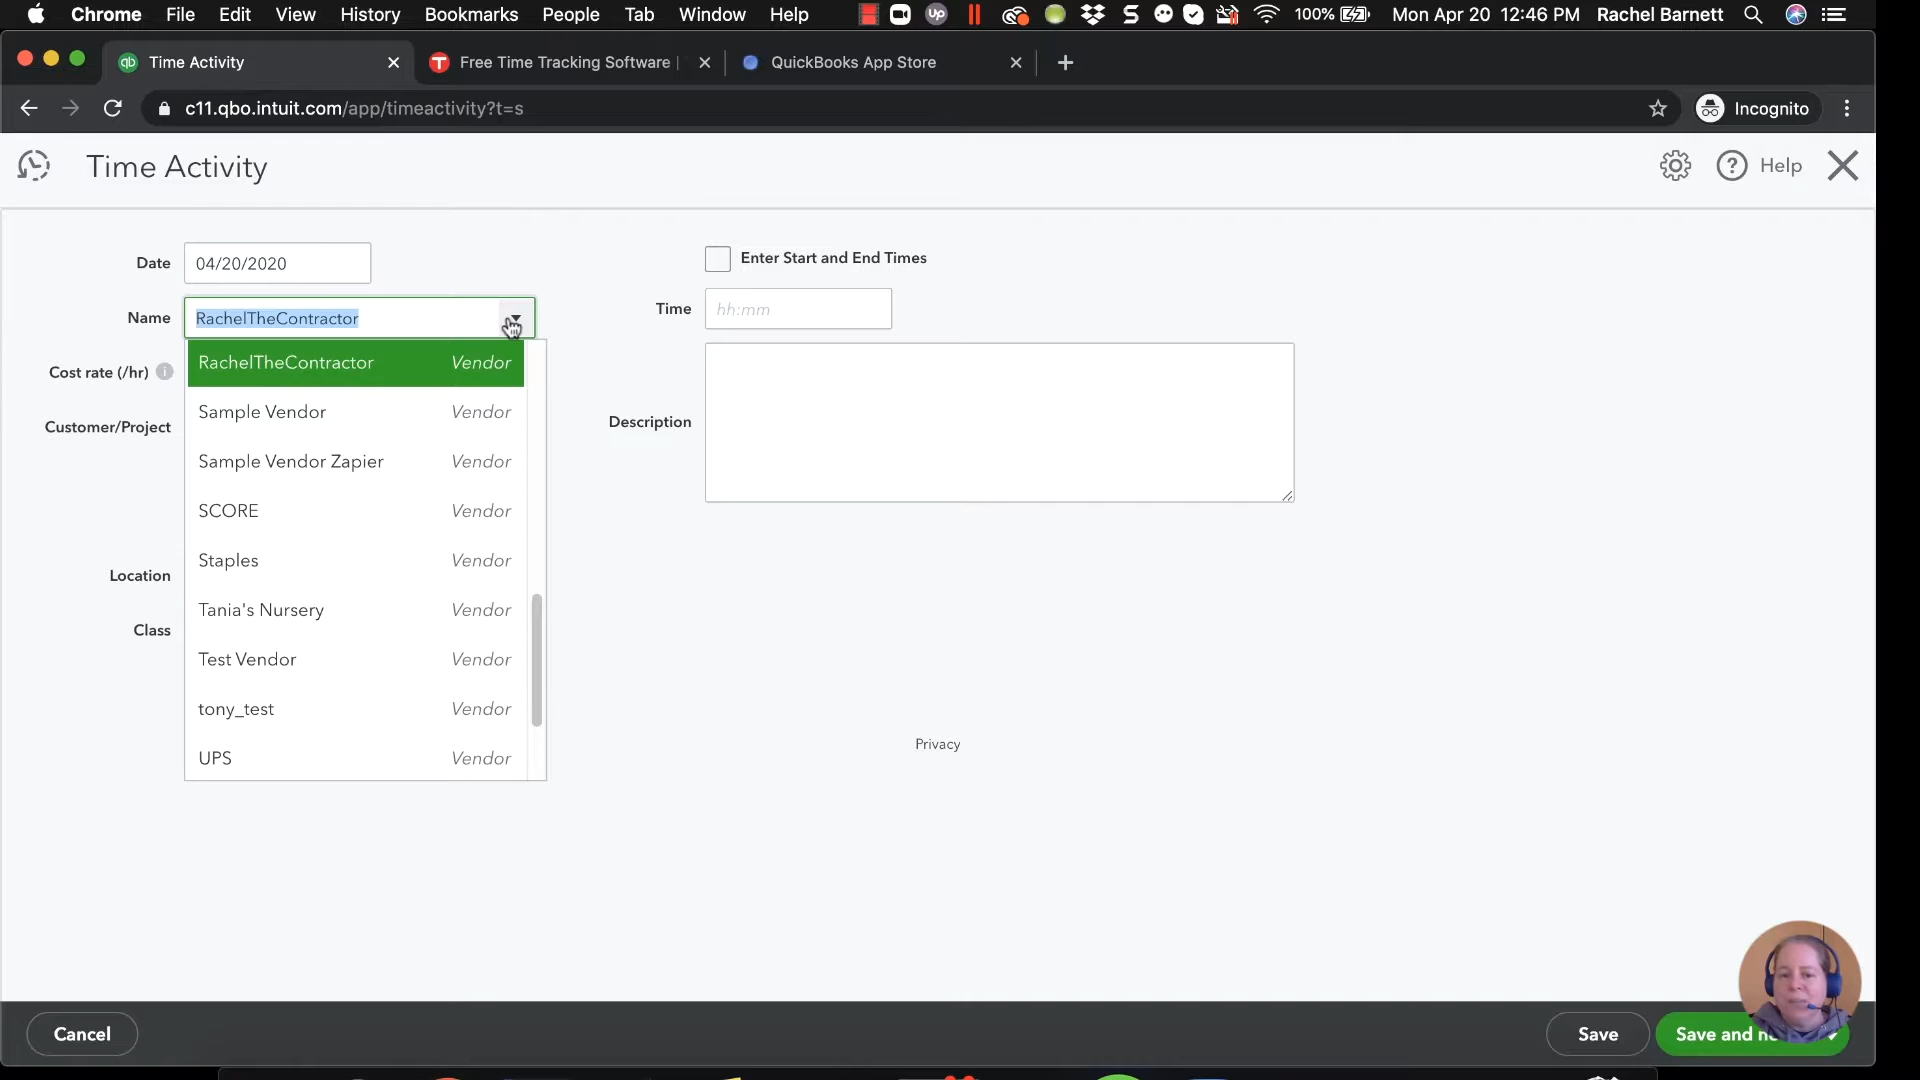 Chrome File Edit View History Bookmarks People Tab Window Help Up S 100% Mon Apr 20 12:46 PM Rachel Barnett
qb Time Activity T Free Time Tracking Software | QuickBooks App Store
c11.qbo.intuit.com/app/timeactivity?t=s Incognito
Time Activity Help
Date 04/20/2020 Enter Start and End Times
Name RachelTheContractor Time hh:mm
RachelTheContractor Vendor
Cost rate (/hr) i
Sample Vendor Vendor
Customer/Project Description
Sample Vendor Zapier Vendor
SCORE Vendor
Staples Vendor
Location
Tania's Nursery Vendor
Class
Test Vendor Vendor
tony_test Vendor
Privacy
UPS Vendor
Cancel Save Save and